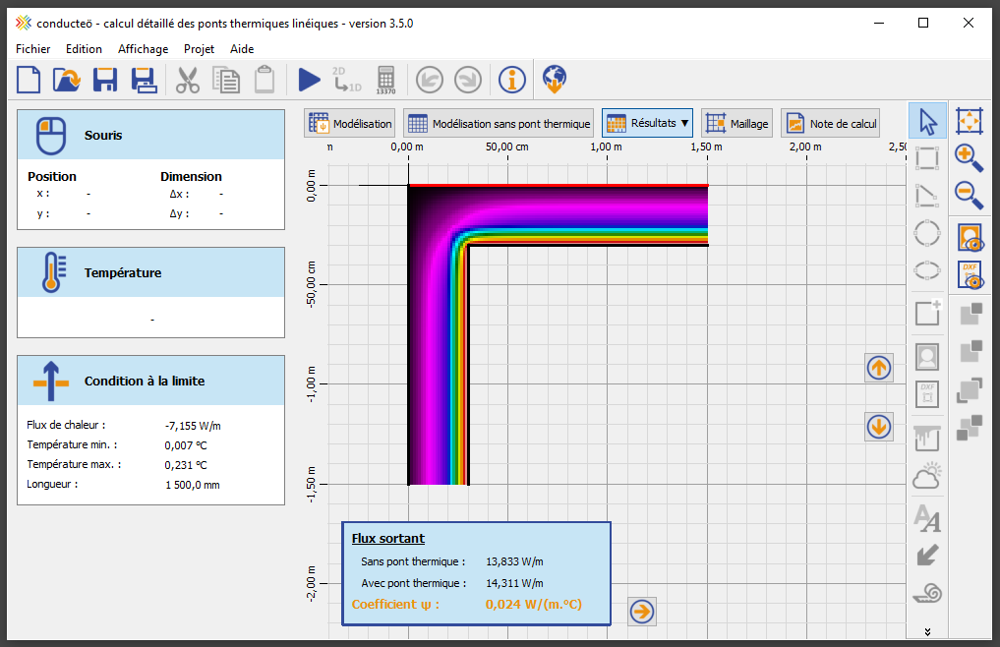 conducteö - calcul détaillé des ponts thermiques linéiques - version 3.5.0
Fichier Edition Affichage Projet Aide
2D
1D
13370
Souris
Position Dimension
x : - Δx : -
y : - Δy : -
Température
-
Condition à la limite
Flux de chaleur : -7,155 W/m
Température min. : 0,007 °C
Température max. : 0,231 °C
Longueur : 1 500,0 mm
Modélisation Modélisation sans pont thermique Résultats ▼ Maillage Note de calcul
m 0,00 m 50,00 cm 1,00 m 1,50 m 2,00 m 2,50
0,00 m
-50,00 cm
-1,00 m
-1,50 m
-2,00 m
Flux sortant
Sans pont thermique : 13,833 W/m
Avec pont thermique : 14,311 W/m
Coefficient ψ : 0,024 W/(m.°C)
DXF
DXF
AA